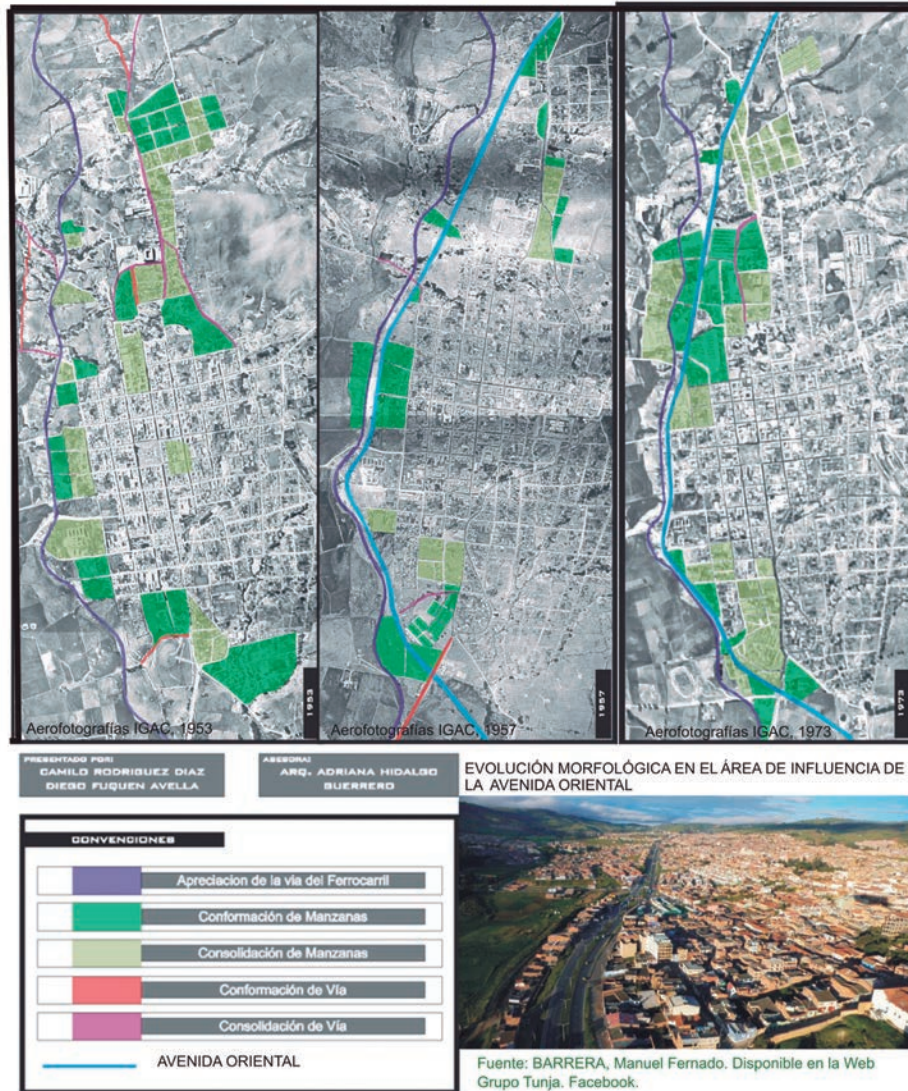 1953
Aerofotografías IGAC, 1953
1957
Aerofotografías IGAC, 1957
1973
Aerofotografías IGAC, 1973
PRESENTADO POR:
CAMILO RODRIGUEZ DIAZ
DIEGO FUQUEN AVELLA
ASESORA:
ARQ. ADRIANA HIDALGO
GUERRERO
EVOLUCIÓN MORFOLÓGICA EN EL ÁREA DE INFLUENCIA DE
LA AVENIDA ORIENTAL
CONVENCIONES
Apreciacion de la via del Ferrocarril
Conformación de Manzanas
Consolidación de Manzanas
Conformación de Vía
Consolidación de Vía
AVENIDA ORIENTAL
Fuente: BARRERA, Manuel Fernado. Disponible en la Web
Grupo Tunja. Facebook.